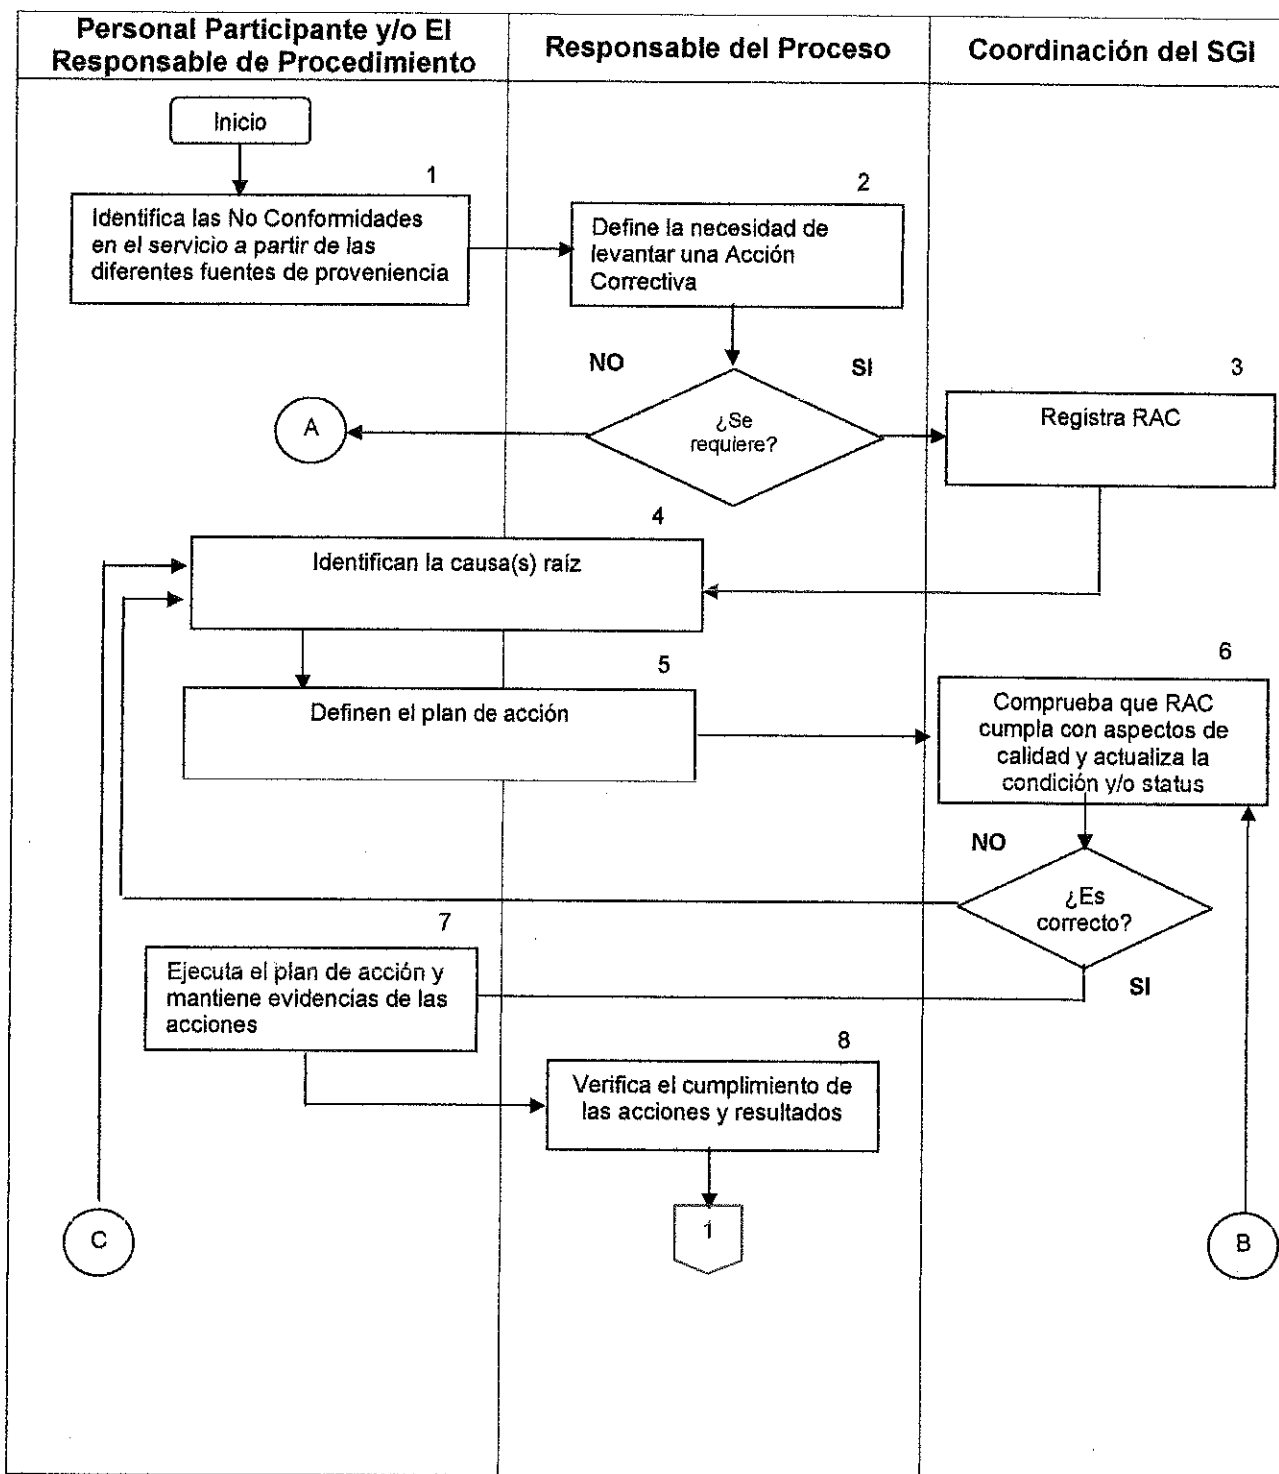 Personal Participante y/o El
Responsable de Procedimiento
Responsable del Proceso
Coordinación del SGI
Inicio
1
Identifica las No Conformidades
en el servicio a partir de las
diferentes fuentes de proveniencia
2
Define la necesidad de
levantar una Acción
Correctiva
NO
SI
¿Se
requiere?
A
3
Registra RAC
4
Identifican la causa(s) raíz
5
Definen el plan de acción
6
Comprueba que RAC
cumpla con aspectos de
calidad y actualiza la
condición y/o status
NO
¿Es
correcto?
SI
7
Ejecuta el plan de acción y
mantiene evidencias de las
acciones
8
Verifica el cumplimiento de
las acciones y resultados
C
1
B